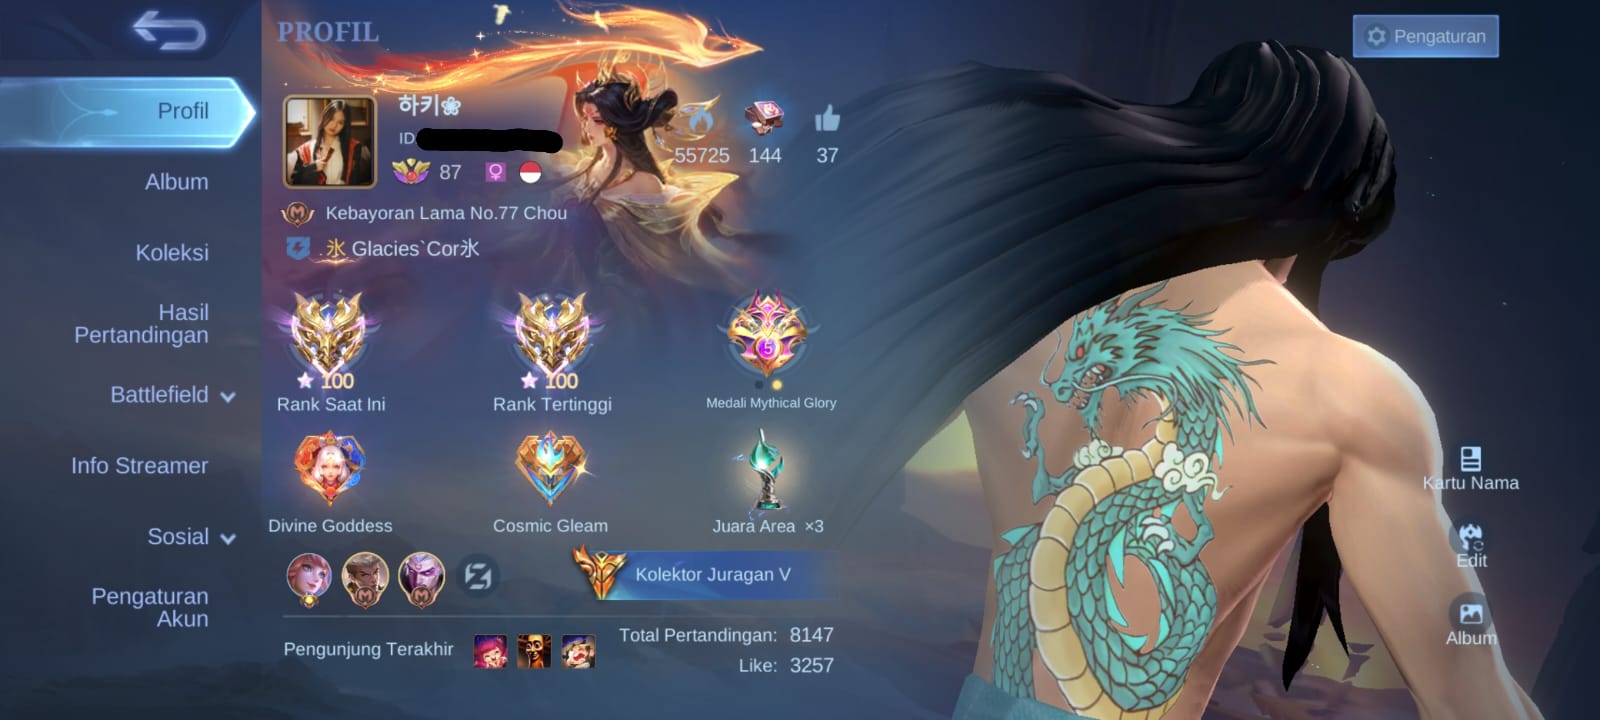 PROFIL
Pengaturan
Profil
Album
Koleksi
Hasil
Pertandingan
Battlefield
Info Streamer
Sosial
Pengaturan
Akun
하키❀
ID
87
55725
144
37
Kebayoran Lama No.77 Chou
.氷 Glacies`Cor氷
100
Rank Saat Ini
100
Rank Tertinggi
5
Medali Mythical Glory
Divine Goddess
Cosmic Gleam
Juara Area ×3
Kolektor Juragan V
Pengunjung Terakhir
Total Pertandingan: 8147
Like: 3257
Kartu Nama
Edit
Album